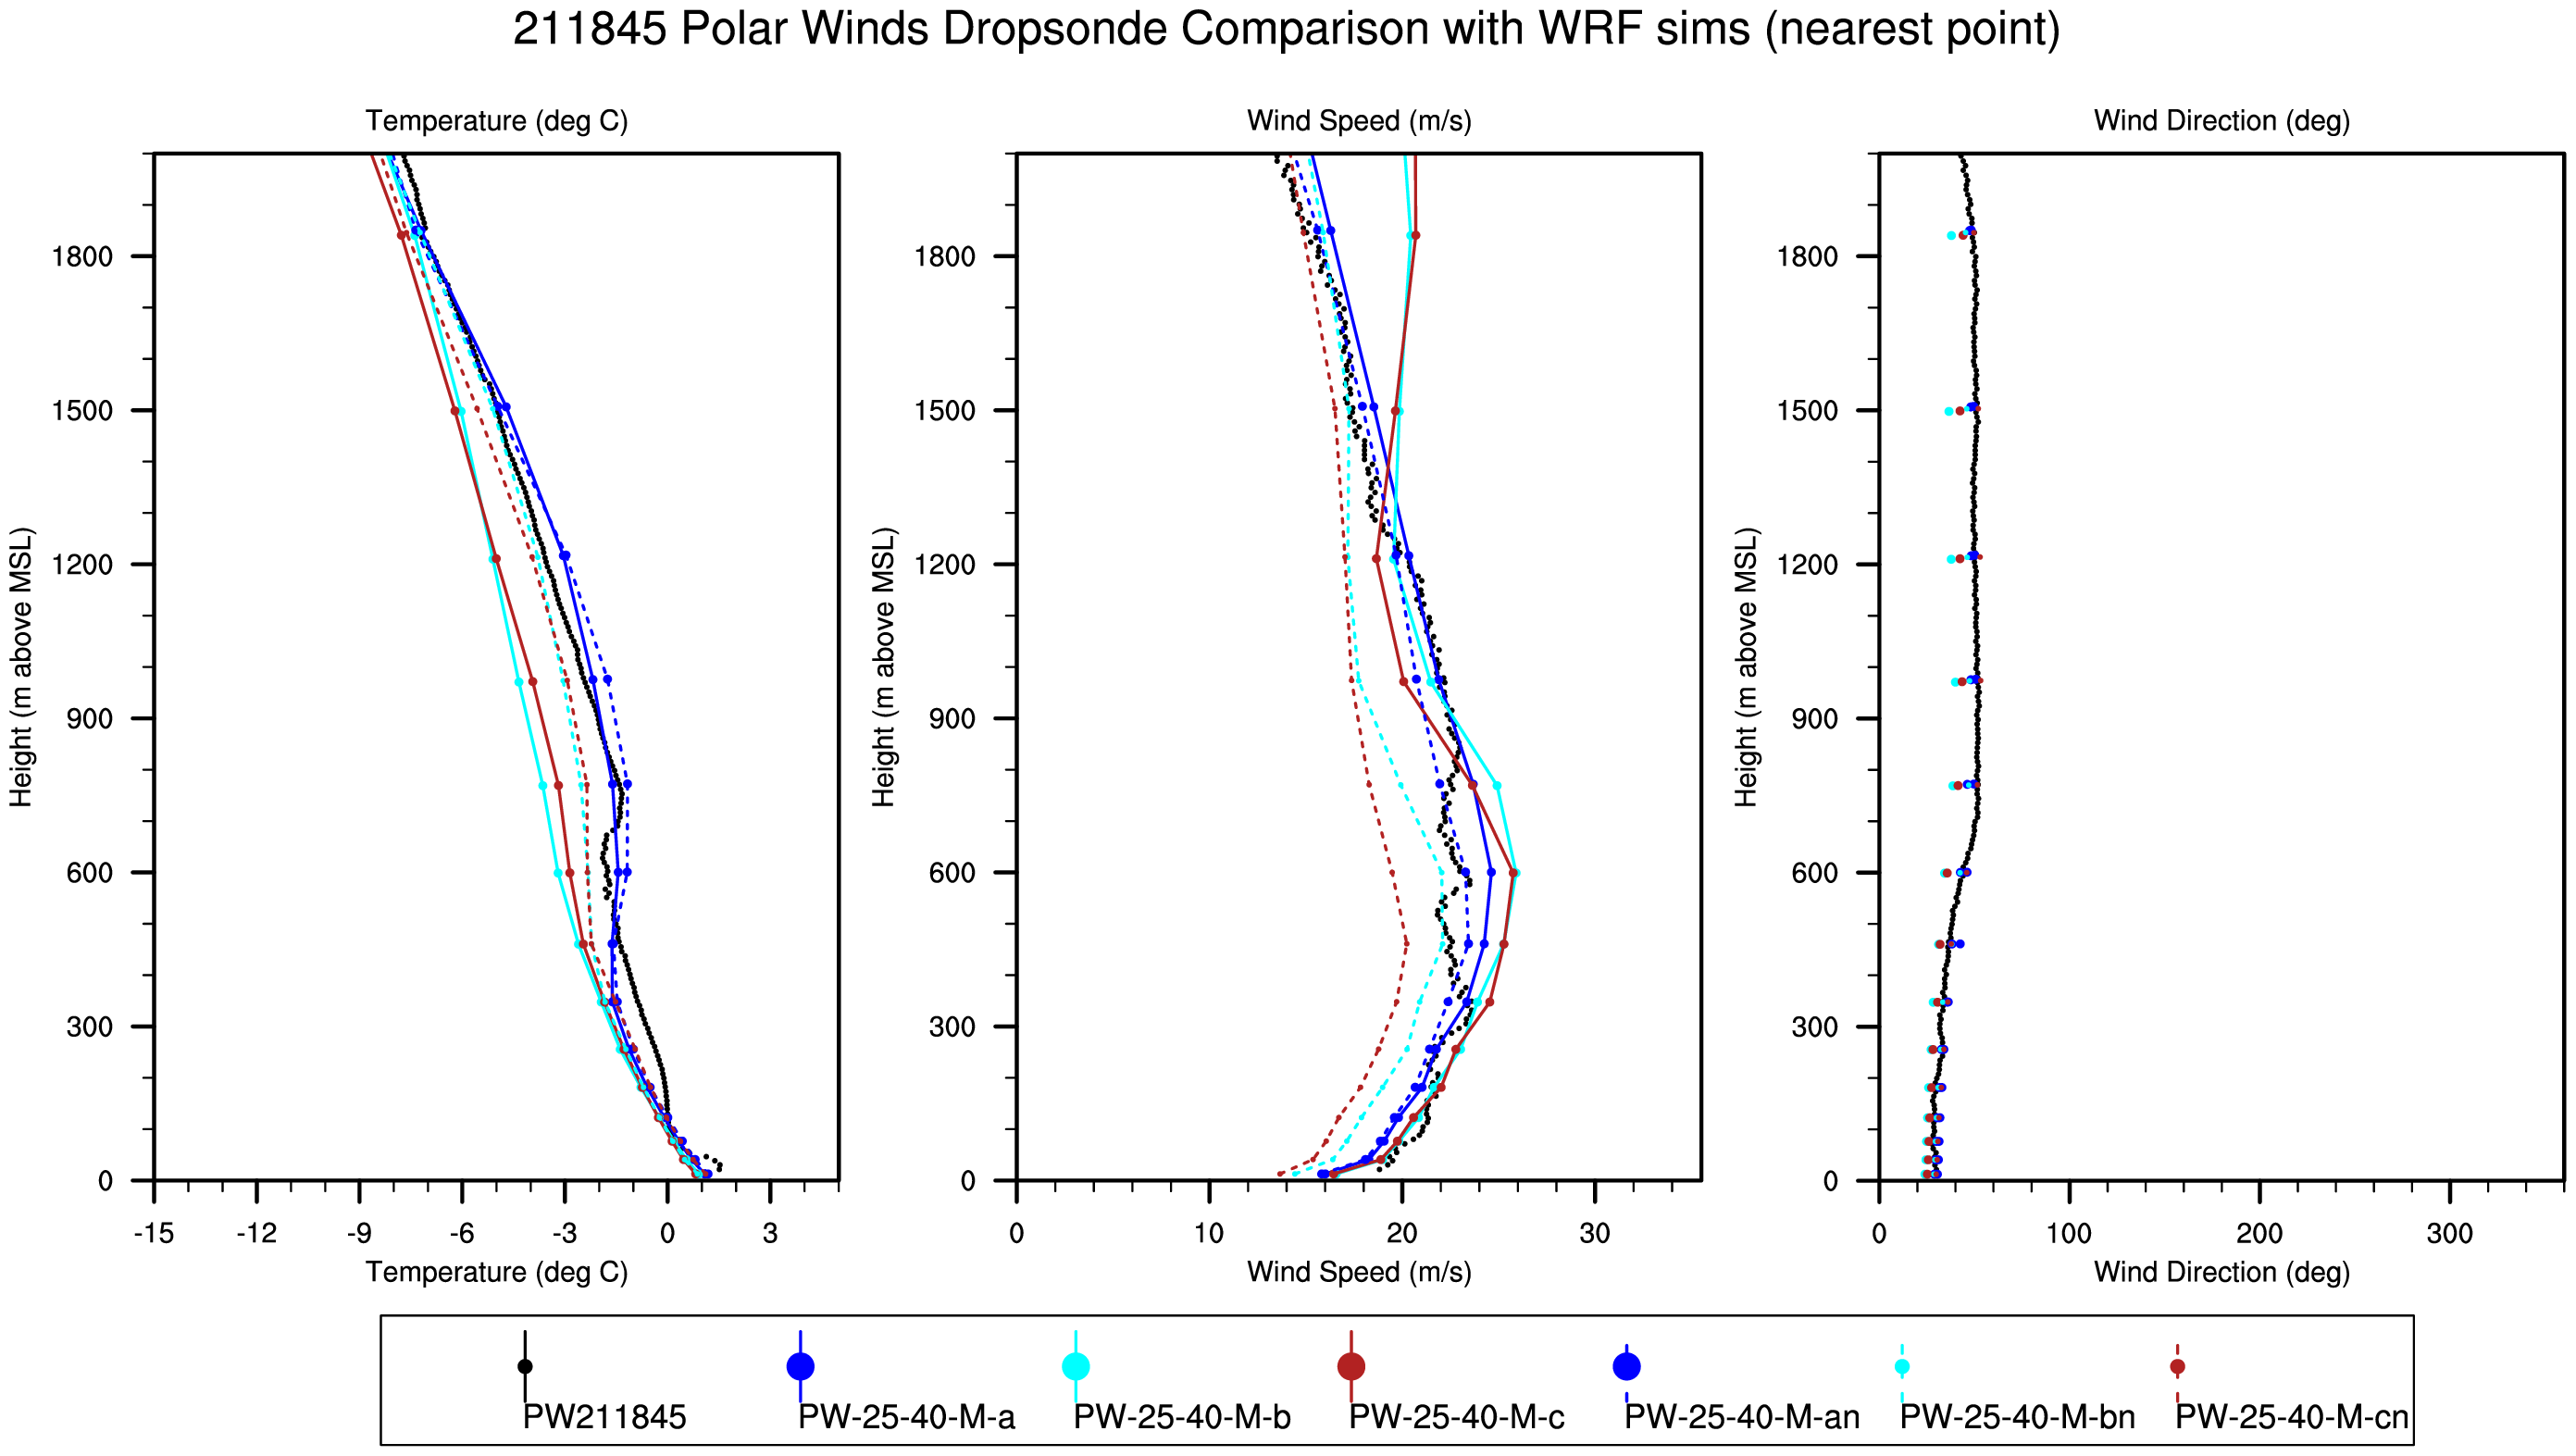 211845 Polar Winds Dropsonde Comparison with WRF sims (nearest point)
Temperature (deg C)
Wind Speed (m/s)
Wind Direction (deg)
Height (m above MSL)
1800
1500
1200
900
600
300
0
-15 -12 -9 -6 -3 0 3
Temperature (deg C)
Height (m above MSL)
1800
1500
1200
900
600
300
0
0 10 20 30
Wind Speed (m/s)
Height (m above MSL)
1800
1500
1200
900
600
300
0
0 100 200 300
Wind Direction (deg)
PW211845 PW-25-40-M-a PW-25-40-M-b PW-25-40-M-c PW-25-40-M-an PW-25-40-M-bn PW-25-40-M-cn